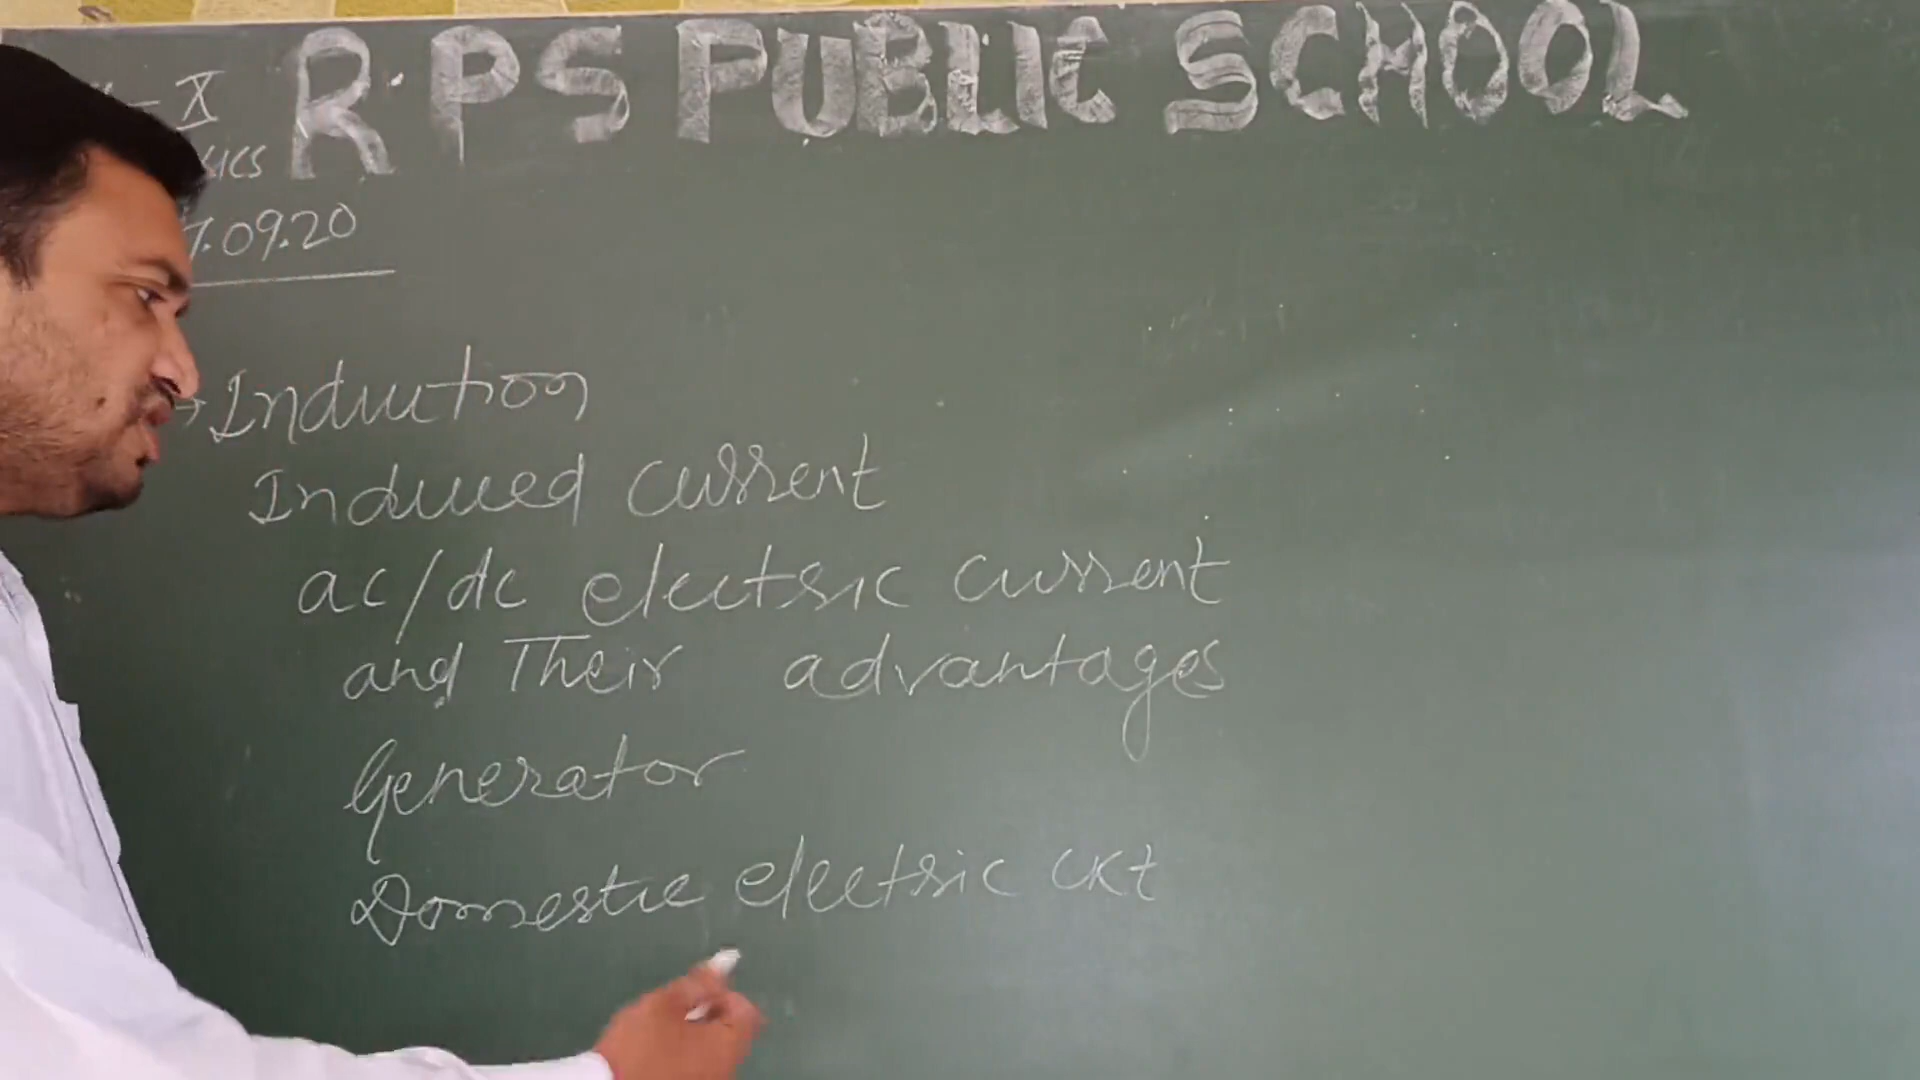 R.PS PUBLIC SCHOOL
- X
.09.20
→ Induction
Induced current
ac/dc electric current
and Their advantages
Generator
Domestic electric ckt